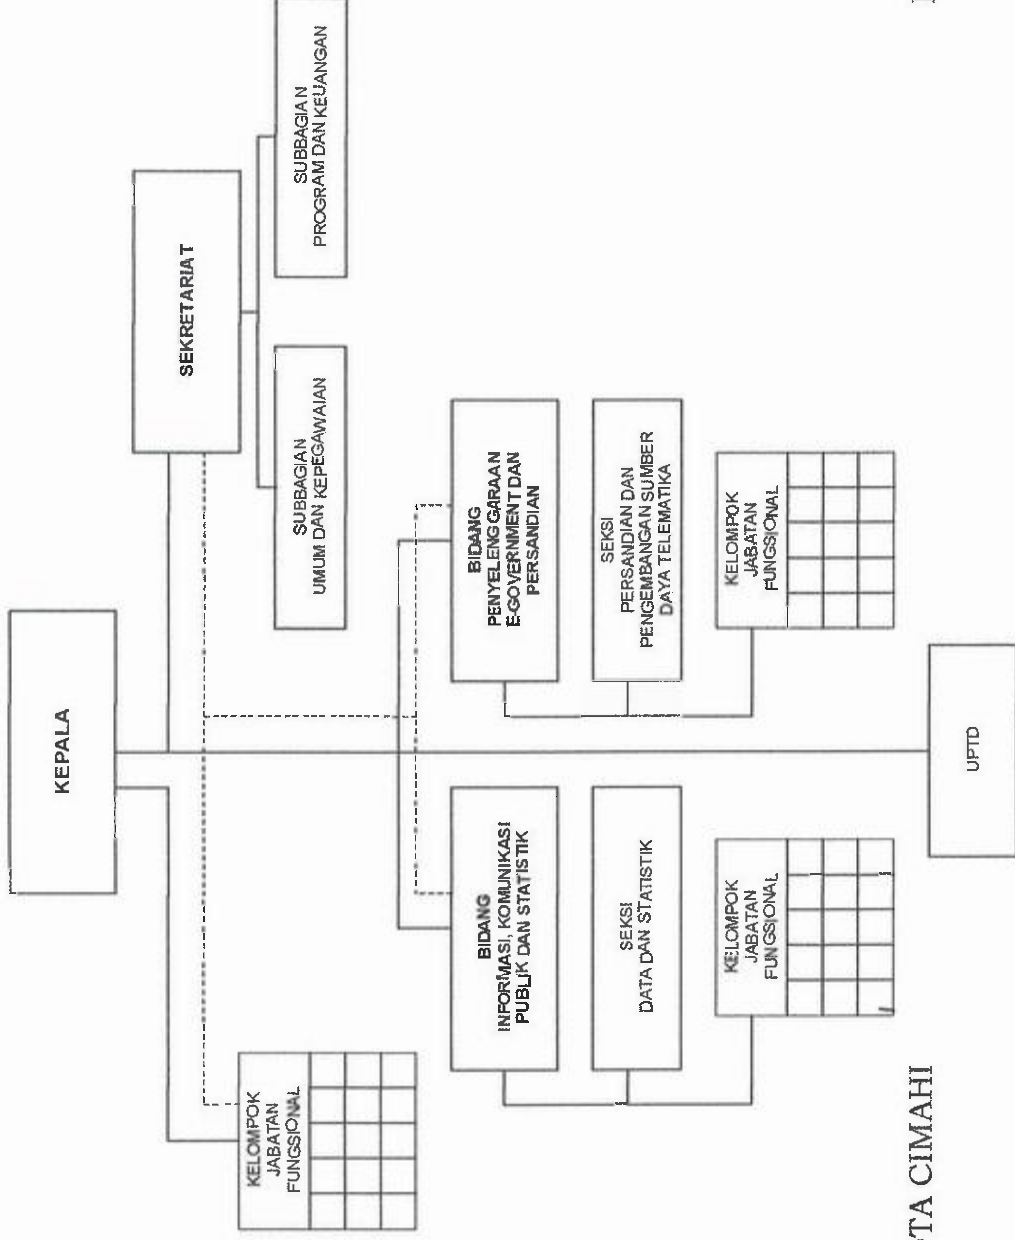 KEPALA
SEKRETARIAT
SUBBAGIAN
UMUM DAN KEPEGAWAIAN
SUBBAGIAN
PROGRAM DAN KEUANGAN
KELOMPOK
JABATAN
FUNGSIONAL
BIDANG
INFORMASI, KOMUNIKASI
PUBLIK DAN STATISTIK
BIDANG
PENYELENGGARAAN
E-GOVERNMENT DAN
PERSANDIAN
SEKSI
DATA DAN STATISTIK
SEKSI
PERSANDIAN DAN
PENGEMBANGAN SUMBER
DAYA TELEMATIKA
KELOMPOK
JABATAN
FUNGSIONAL
KELOMPOK
JABATAN
FUNGSIONAL
UPTD
TA CIMAHI